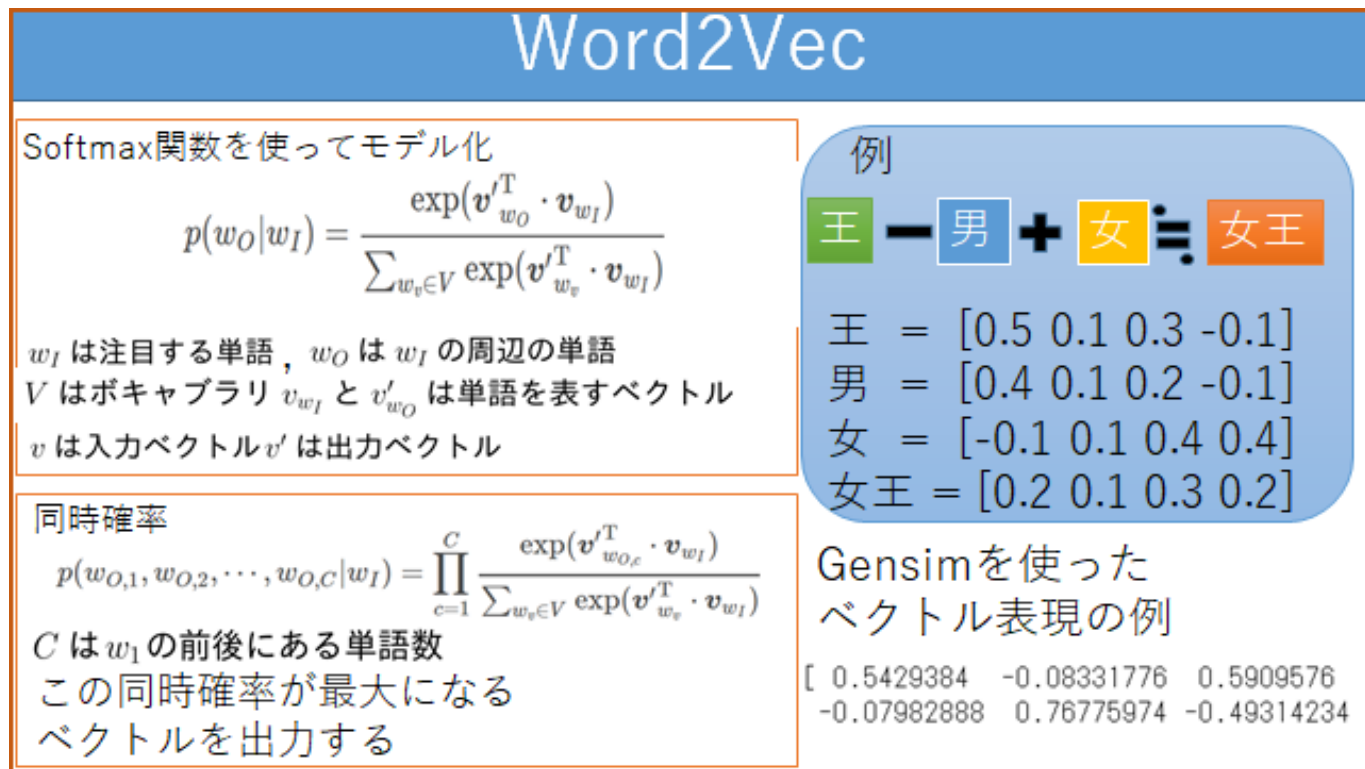 Word2Vec
Softmax関数を使ってモデル化
p(w_O|w_I) = exp(v'^T_{w_O} · v_{w_I}) / ∑_{w_v∈V} exp(v'^T_{w_v} · v_{w_I})
w_I は注目する単語 , w_O は w_I の周辺の単語
V はボキャブラリ v_{w_I} と v'_{w_O} は単語を表すベクトル
v は入力ベクトル v' は出力ベクトル
同時確率
p(w_{O,1}, w_{O,2}, ⋯, w_{O,C}|w_I) = ∏_{c=1}^{C} exp(v'^T_{w_{O,c}} · v_{w_I}) / ∑_{w_v∈V} exp(v'^T_{w_v} · v_{w_I})
C は w_1 の前後にある単語数
この同時確率が最大になる
ベクトルを出力する
例
王 − 男 + 女 ≒ 女王
王 = [0.5 0.1 0.3 -0.1]
男 = [0.4 0.1 0.2 -0.1]
女 = [-0.1 0.1 0.4 0.4]
女王 = [0.2 0.1 0.3 0.2]
Gensimを使った
ベクトル表現の例
[ 0.5429384 -0.08331776 0.5909576
-0.07982888 0.76775974 -0.49314234